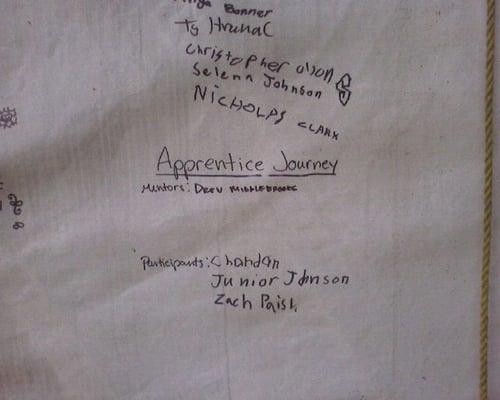 Bonner
Ty Hrunac
Christopher olson
Selena Johnson
NICHOLAS CLARK
Apprentice Journey
Mentors: Drew MIDDLEBROOKS
Participants: Chandan
Junior Johnson
Zach Paish